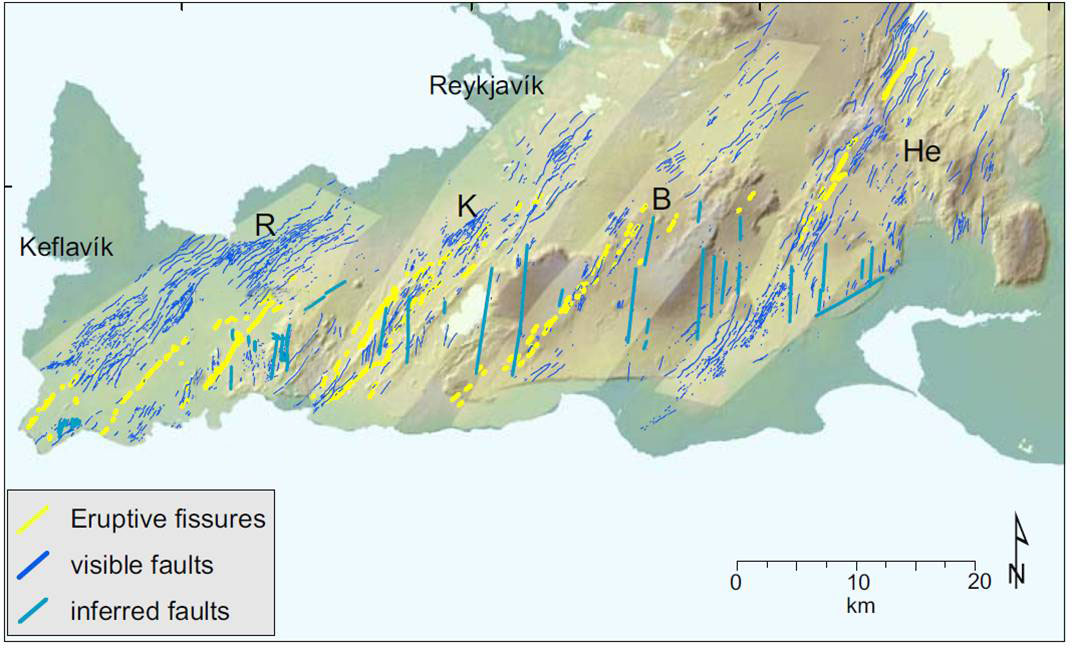 Reykjavík
He
R
K
B
Keflavík
Eruptive fissures
visible faults
inferred faults
0 10 20
km
N